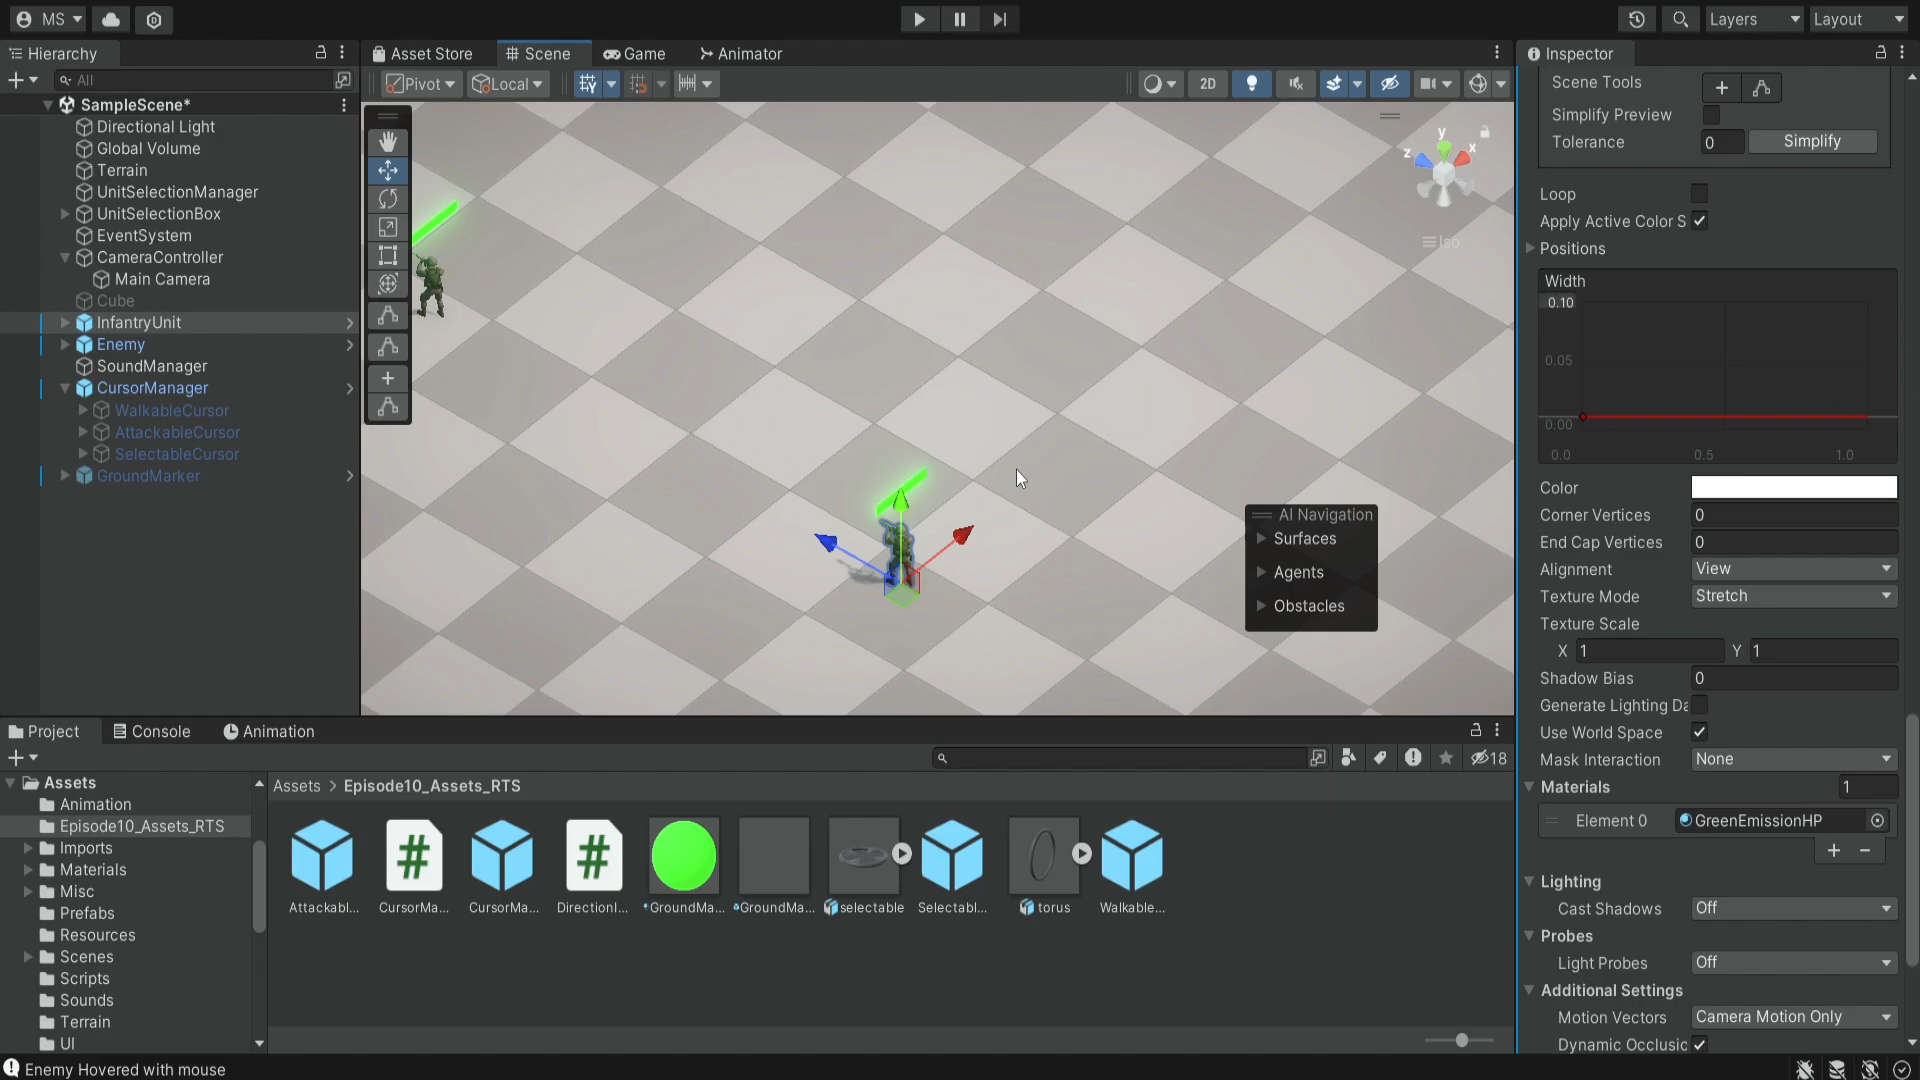 MS
Layers
Layout
Hierarchy
All
SampleScene*
Directional Light
Global Volume
Terrain
UnitSelectionManager
UnitSelectionBox
EventSystem
CameraController
Main Camera
Cube
InfantryUnit
Enemy
SoundManager
CursorManager
WalkableCursor
AttackableCursor
SelectableCursor
GroundMarker
Asset Store
Scene
Game
Animator
Pivot
Local
2D
y
x
z
Iso
AI Navigation
Surfaces
Agents
Obstacles
Inspector
Scene Tools
Simplify Preview
Tolerance 0 Simplify
Loop
Apply Active Color S
Positions
Width
0.10
0.05
0.00
0.0 0.5 1.0
Color
Corner Vertices 0
End Cap Vertices 0
Alignment View
Texture Mode Stretch
Texture Scale
X 1 Y 1
Shadow Bias 0
Generate Lighting Da
Use World Space
Mask Interaction None
Materials 1
Element 0 GreenEmissionHP
Lighting
Cast Shadows Off
Probes
Light Probes Off
Additional Settings
Motion Vectors Camera Motion Only
Dynamic Occlusic
Project
Console
Animation
18
Assets
Animation
Episode10_Assets_RTS
Imports
Materials
Misc
Prefabs
Resources
Scenes
Scripts
Sounds
Terrain
UI
Assets > Episode10_Assets_RTS
Attackabl...
CursorMa...
CursorMa...
DirectionI...
GroundMa...
GroundMa...
selectable
Selectabl...
torus
Walkable...
Enemy Hovered with mouse